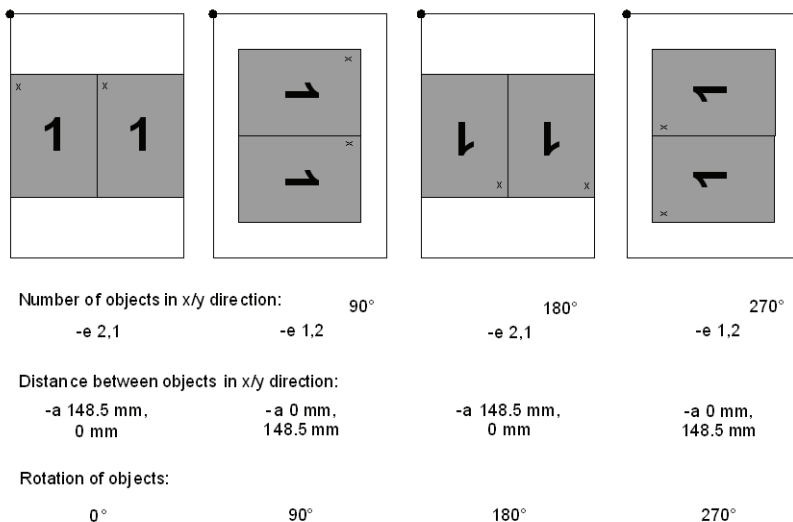 x x x x
1 1 1 1 1 1
x x x x
1 1
Number of objects in x/y direction: 90° 180° 270°
-e 2,1 -e 1,2 -e 2,1 -e 1,2
Distance between objects in x/y direction:
-a 148.5 mm, -a 0 mm, -a 148.5 mm, -a 0 mm,
0 mm 148.5 mm 0 mm 148.5 mm
Rotation of objects:
0° 90° 180° 270°